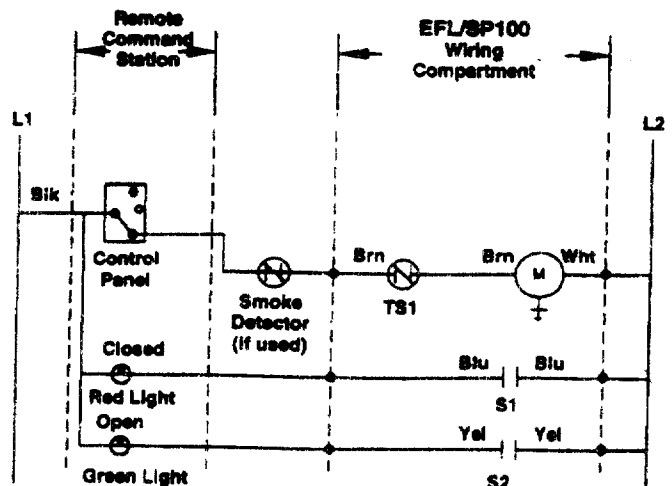 Remote
Command
Station
EFL/SP100
Wiring
Compartment
L1
L2
Blk
Control
Panel
Brn
Brn
Wht
M
Smoke
Detector
(if used)
TS1
Closed
Red Light
Blu
Blu
S1
Open
Green Light
Yel
Yel
S2